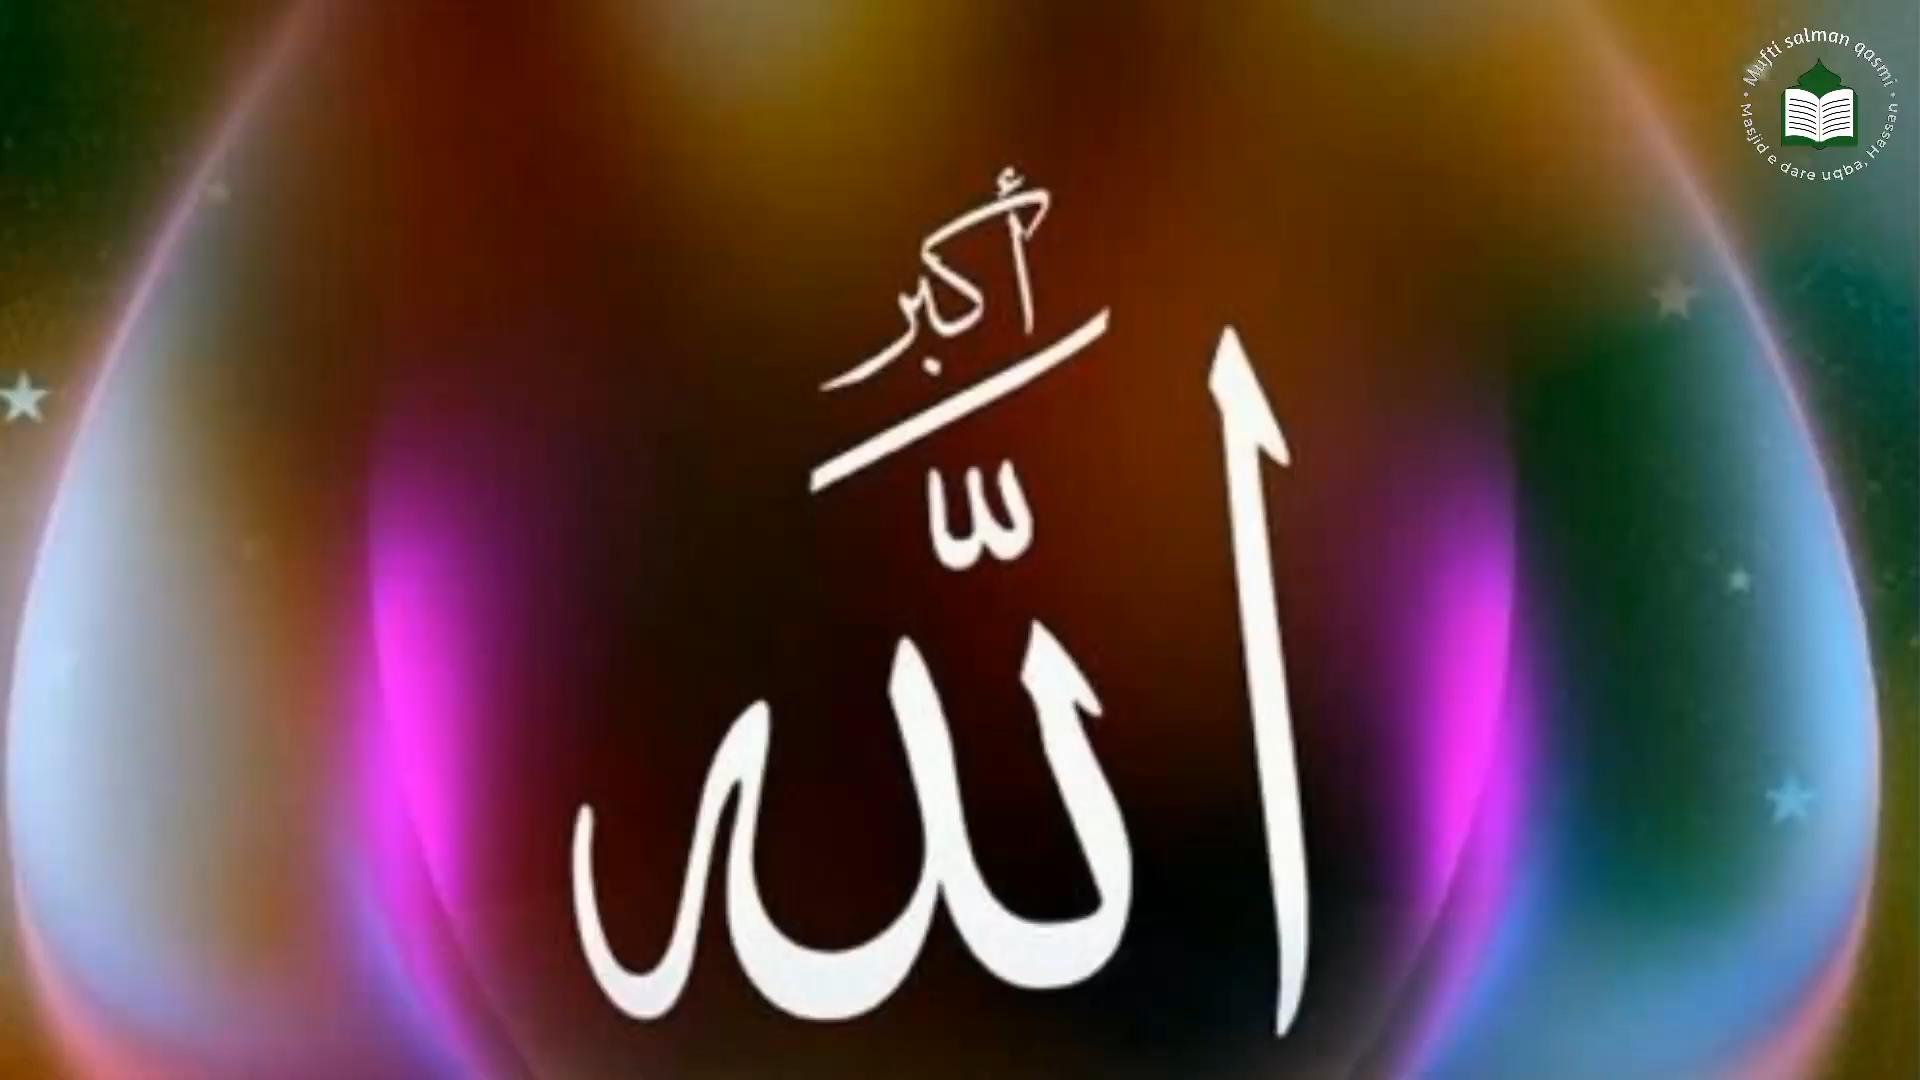 الله
أكبر
Mufti salman qasmi
Masjid e dare uqba, Hassan